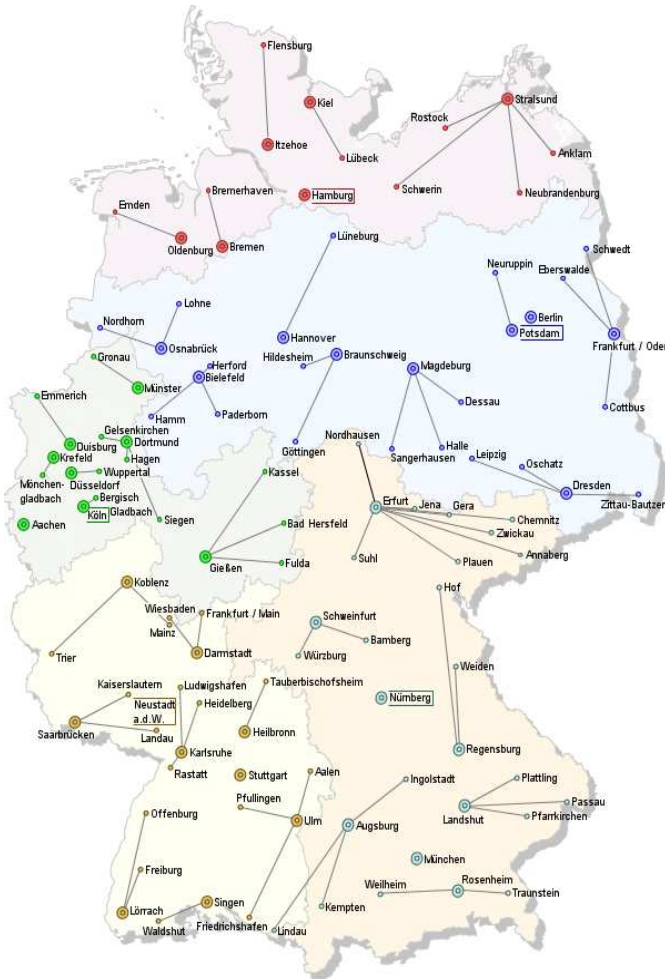 Flensburg
Kiel
Stralsund
Rostock
Itzehoe
Lübeck
Anklam
Schwerin
Neubrandenburg
Bremerhaven
Hamburg
Emden
Oldenburg
Bremen
Lüneburg
Schwedt
Neuruppin
Eberswalde
Lohne
Nordhorn
Berlin
Potsdam
Hannover
Frankfurt / Oder
Osnabrück
Hildesheim
Braunschweig
Gronau
Herford
Bielefeld
Magdeburg
Münster
Emmerich
Dessau
Cottbus
Hamm
Paderborn
Gelsenkirchen
Dortmund
Duisburg
Göttingen
Nordhausen
Halle
Sangerhausen
Leipzig
Krefeld
Hagen
Oschatz
Wuppertal
Kassel
Mönchen-
gladbach
Düsseldorf
Dresden
Bergisch
Gladbach
Köln
Zittau-Bautzen
Erfurt
Jena
Gera
Chemnitz
Aachen
Siegen
Bad Hersfeld
Zwickau
Gießen
Fulda
Suhl
Plauen
Annaberg
Koblenz
Hof
Wiesbaden
Frankfurt / Main
Mainz
Schweinfurt
Bamberg
Trier
Darmstadt
Würzburg
Weiden
Kaiserslautern
Ludwigshafen
Tauberbischofsheim
Neustadt
a.d.W.
Heidelberg
Nürnberg
Saarbrücken
Landau
Heilbronn
Karlsruhe
Regensburg
Rastatt
Stuttgart
Aalen
Ingolstadt
Plattling
Pfullingen
Passau
Offenburg
Ulm
Augsburg
Landshut
Pfarrkirchen
München
Freiburg
Weilheim
Rosenheim
Traunstein
Singen
Kempten
Lörrach
Waldshut
Friedrichshafen
Lindau